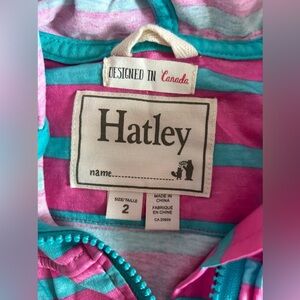 DESIGNED IN Canada
Hatley
name
SIZE/TAILLE
2
MADE IN
CHINA
FABRIQUÉ
EN CHINE